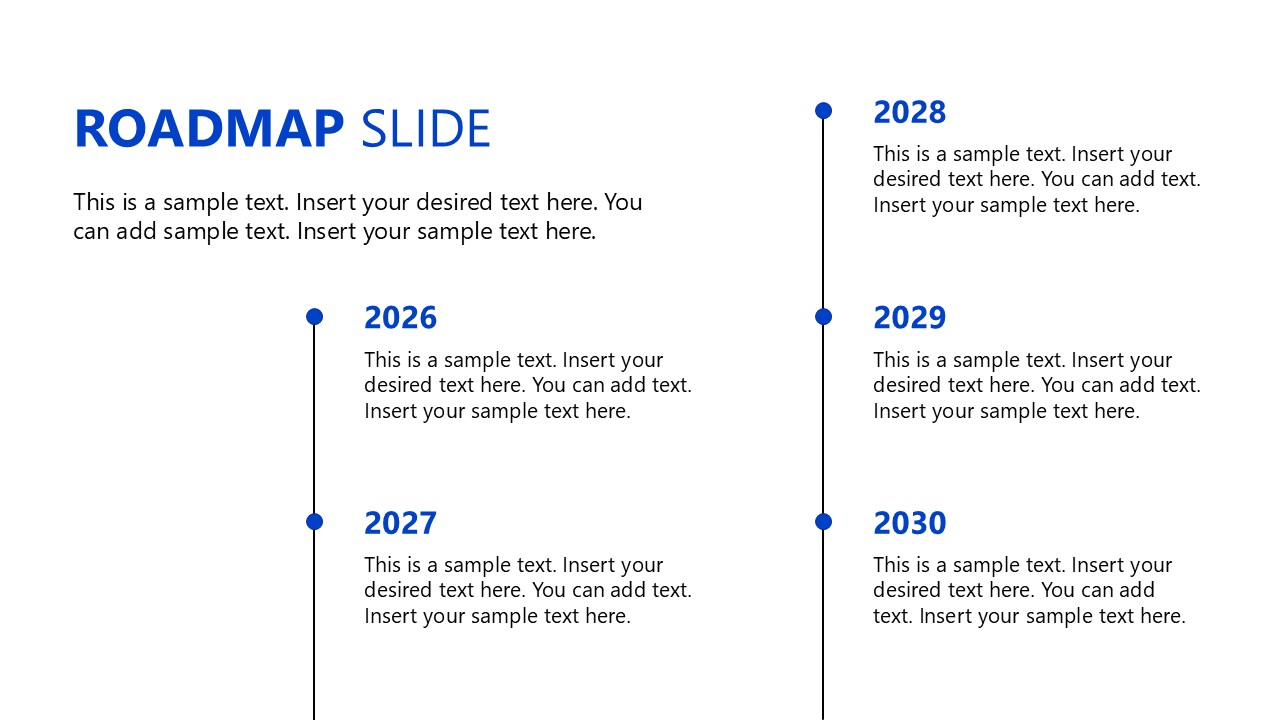 ROADMAP SLIDE
This is a sample text. Insert your desired text here. You
can add sample text. Insert your sample text here.
2026
This is a sample text. Insert your
desired text here. You can add text.
Insert your sample text here.
2027
This is a sample text. Insert your
desired text here. You can add text.
Insert your sample text here.
2028
This is a sample text. Insert your
desired text here. You can add text.
Insert your sample text here.
2029
This is a sample text. Insert your
desired text here. You can add text.
Insert your sample text here.
2030
This is a sample text. Insert your
desired text here. You can add
text. Insert your sample text here.